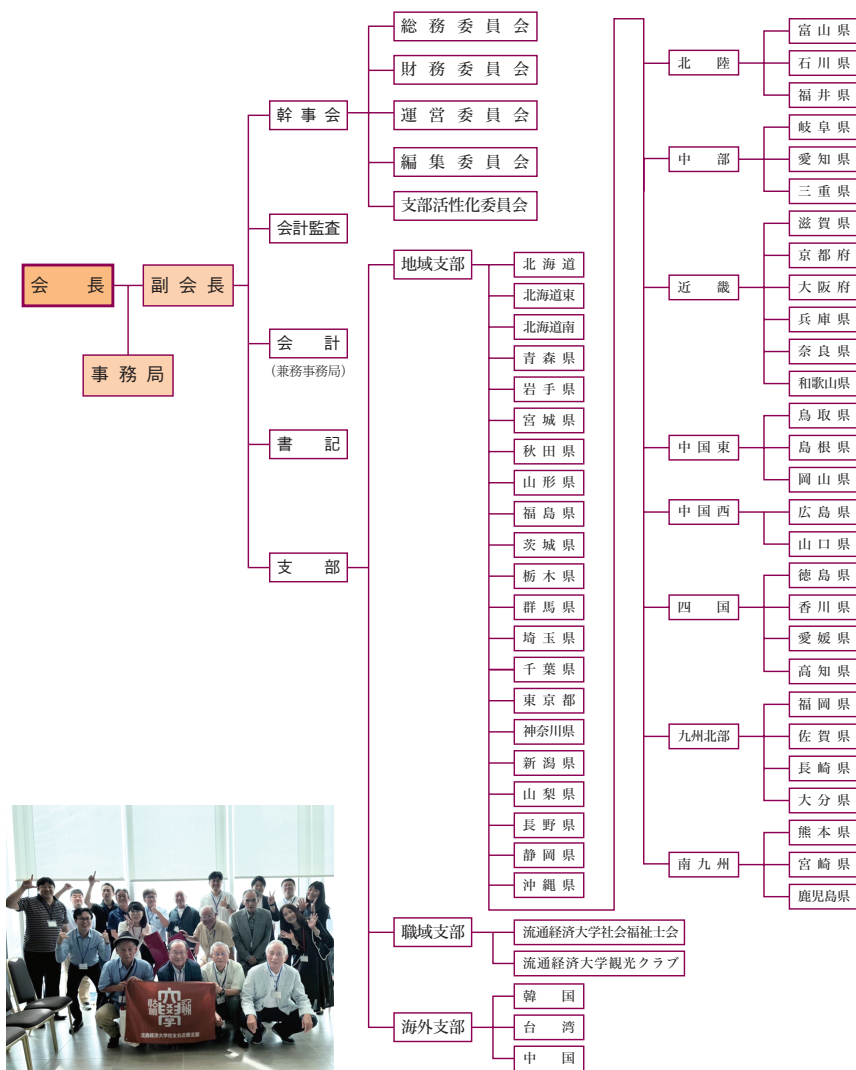 会長
副会長
事務局
幹事会
総務委員会
財務委員会
運営委員会
編集委員会
支部活性化委員会
会計監査
会計
(兼務事務局)
書記
支部
地域支部
北海道
北海道東
北海道南
青森県
岩手県
宮城県
秋田県
山形県
福島県
茨城県
栃木県
群馬県
埼玉県
千葉県
東京都
神奈川県
新潟県
山梨県
長野県
静岡県
沖縄県
北陸
富山県
石川県
福井県
中部
岐阜県
愛知県
三重県
近畿
滋賀県
京都府
大阪府
兵庫県
奈良県
和歌山県
中国東
鳥取県
島根県
岡山県
中国西
広島県
山口県
四国
徳島県
香川県
愛媛県
高知県
九州北部
福岡県
佐賀県
長崎県
大分県
南九州
熊本県
宮崎県
鹿児島県
職域支部
流通経済大学社会福祉士会
流通経済大学観光クラブ
海外支部
韓国
台湾
中国